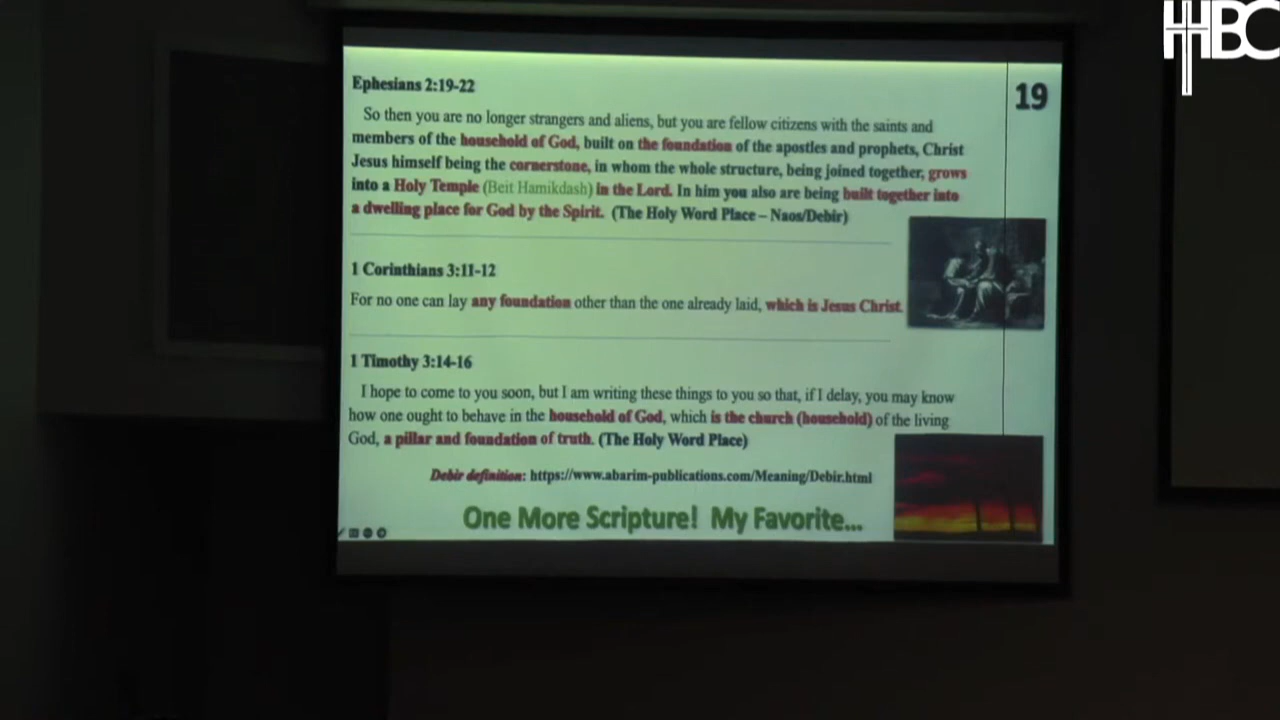 HBC
19
Ephesians 2:19-22
So then you are no longer strangers and aliens, but you are fellow citizens with the saints and
members of the household of God, built on the foundation of the apostles and prophets, Christ
Jesus himself being the cornerstone, in whom the whole structure, being joined together, grows
into a Holy Temple (Beit Hamikdash) in the Lord. In him you also are being built together into
a dwelling place for God by the Spirit. (The Holy Word Place – Naos/Debir)
1 Corinthians 3:11-12
For no one can lay any foundation other than the one already laid, which is Jesus Christ.
1 Timothy 3:14-16
I hope to come to you soon, but I am writing these things to you so that, if I delay, you may know
how one ought to behave in the household of God, which is the church (household) of the living
God, a pillar and foundation of truth. (The Holy Word Place)
Debir definition: https://www.abarim-publications.com/Meaning/Debir.html
One More Scripture! My Favorite...